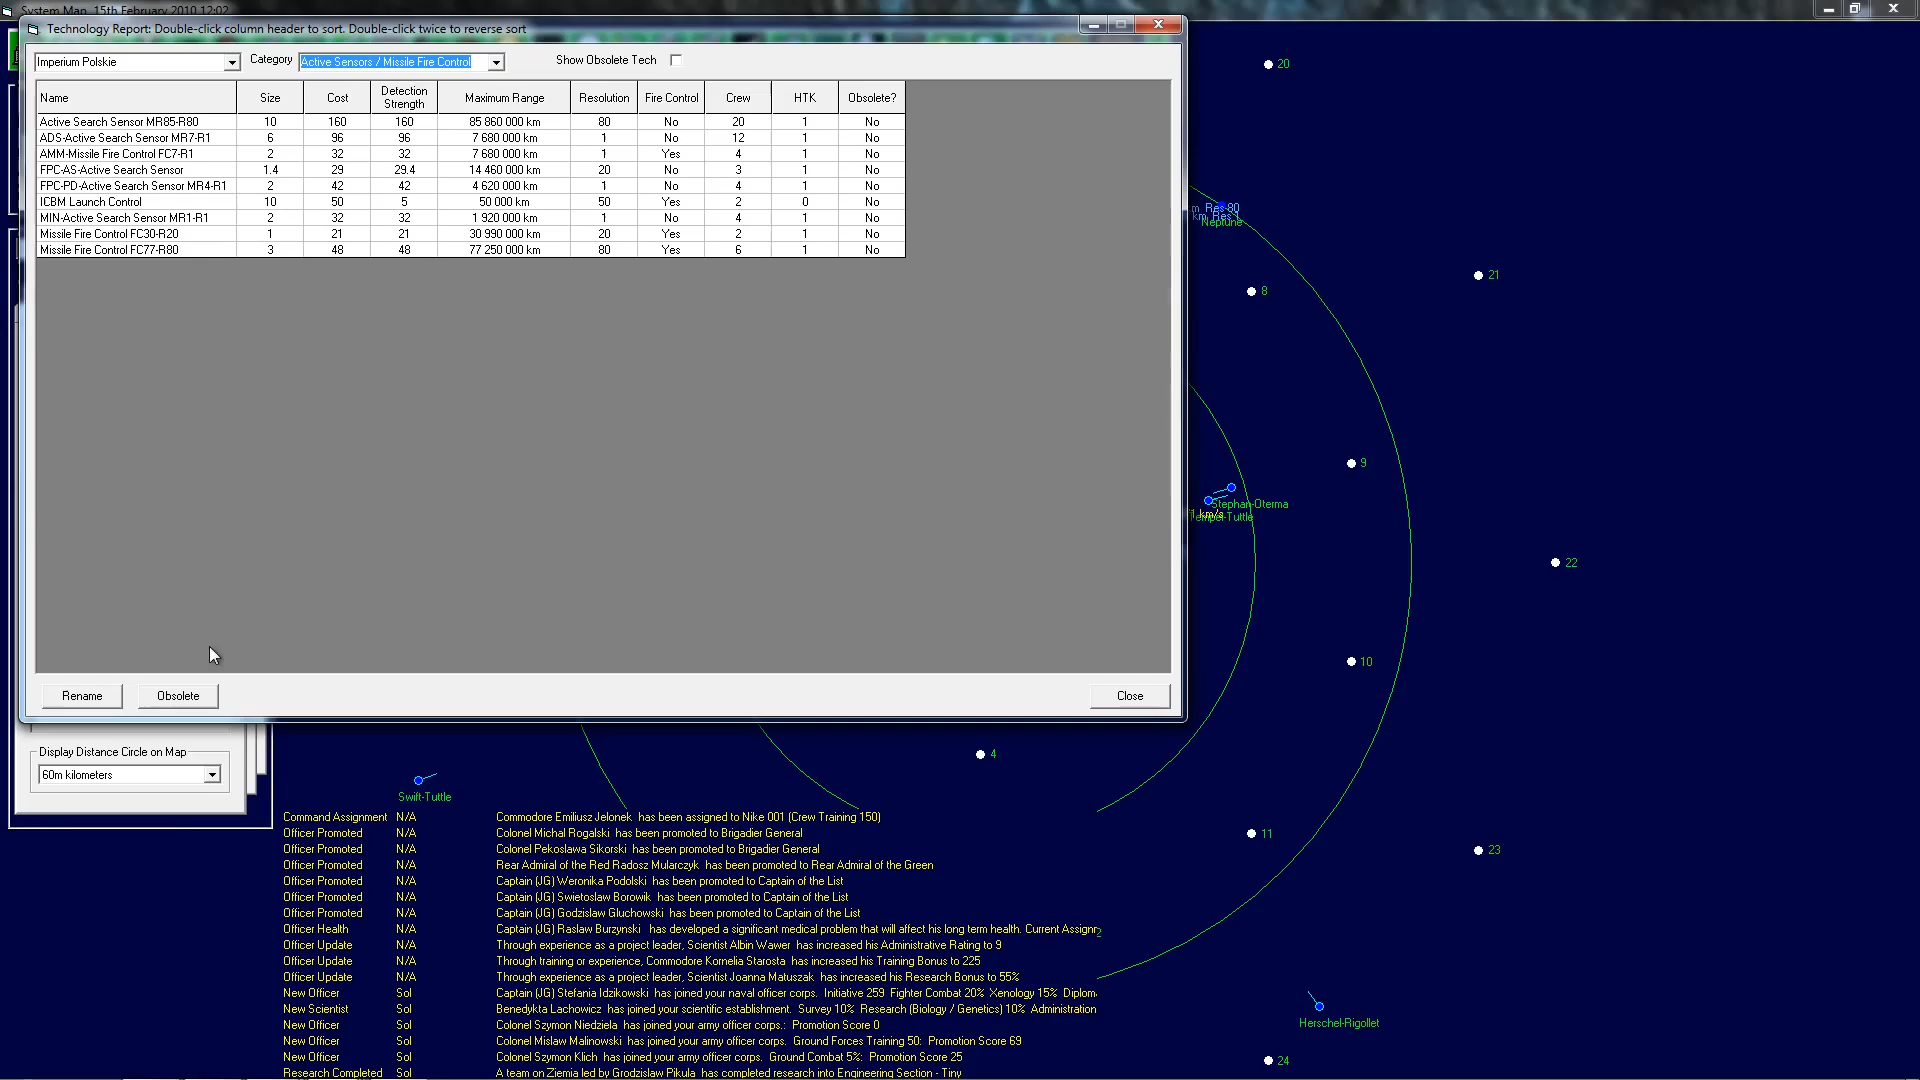 System Map 15th February 2010 12:02
Technology Report: Double-click column header to sort. Double-click twice to reverse sort
Imperium Polskie
Category
Active Sensors / Missile Fire Control
Show Obsolete Tech
Name Size Cost Detection Strength Maximum Range Resolution Fire Control Crew HTK Obsolete?
Active Search Sensor MR85-R80 10 160 160 85 860 000 km 80 No 20 1 No
ADS-Active Search Sensor MR7-R1 6 96 96 7 680 000 km 1 No 12 1 No
AMM-Missile Fire Control FC7-R1 2 32 32 7 680 000 km 1 Yes 4 1 No
FPC-AS-Active Search Sensor 1.4 29 29.4 14 460 000 km 20 No 3 1 No
FPC-PD-Active Search Sensor MR4-R1 2 42 42 4 620 000 km 1 No 4 1 No
ICBM Launch Control 10 50 5 50 000 km 50 Yes 2 0 No
MIN-Active Search Sensor MR1-R1 2 32 32 1 920 000 km 1 No 4 1 No
Missile Fire Control FC30-R20 1 21 21 30 990 000 km 20 Yes 2 1 No
Missile Fire Control FC77-R80 3 48 48 77 250 000 km 80 Yes 6 1 No
Rename
Obsolete
Close
20
m Res-80
km Res-1
Neptune
21
8
9
Stephan-Oterma
1 km/s
Tempel-Tuttle
22
10
4
Display Distance Circle on Map
60m kilometers
Swift-Tuttle
11
23
2
Herschel-Rigollet
24
Command Assignment N/A Commodore Emiliusz Jelonek has been assigned to Nike 001 (Crew Training 150)
Officer Promoted N/A Colonel Michal Rogalski has been promoted to Brigadier General
Officer Promoted N/A Colonel Pekoslawa Sikorski has been promoted to Brigadier General
Officer Promoted N/A Rear Admiral of the Red Radosz Mularczyk has been promoted to Rear Admiral of the Green
Officer Promoted N/A Captain (JG) Weronika Podolski has been promoted to Captain of the List
Officer Promoted N/A Captain (JG) Swietoslaw Borowik has been promoted to Captain of the List
Officer Promoted N/A Captain (JG) Godzislaw Gluchowski has been promoted to Captain of the List
Officer Health N/A Captain (JG) Raslaw Burzynski has developed a significant medical problem that will affect his long term health. Current Assignr
Officer Update N/A Through experience as a project leader, Scientist Albin Wawer has increased his Administrative Rating to 9
Officer Update N/A Through training or experience, Commodore Kornelia Starosta has increased his Training Bonus to 225
Officer Update N/A Through experience as a project leader, Scientist Joanna Matuszak has increased his Research Bonus to 55%
New Officer Sol Captain (JG) Stefania Idzikowski has joined your naval officer corps. Initiative 259 Fighter Combat 20% Xenology 15% Diplom
New Scientist Sol Benedykta Lachowicz has joined your scientific establishment. Survey 10% Research (Biology / Genetics) 10% Administration
New Officer Sol Colonel Szymon Niedziela has joined your army officer corps.: Promotion Score 0
New Officer Sol Colonel Mislaw Malinowski has joined your army officer corps. Ground Forces Training 50: Promotion Score 69
New Officer Sol Colonel Szymon Klich has joined your army officer corps. Ground Combat 5%: Promotion Score 25
Research Completed Sol A team on Ziemia led by Grodzislaw Pikula has completed research into Engineering Section - Tiny